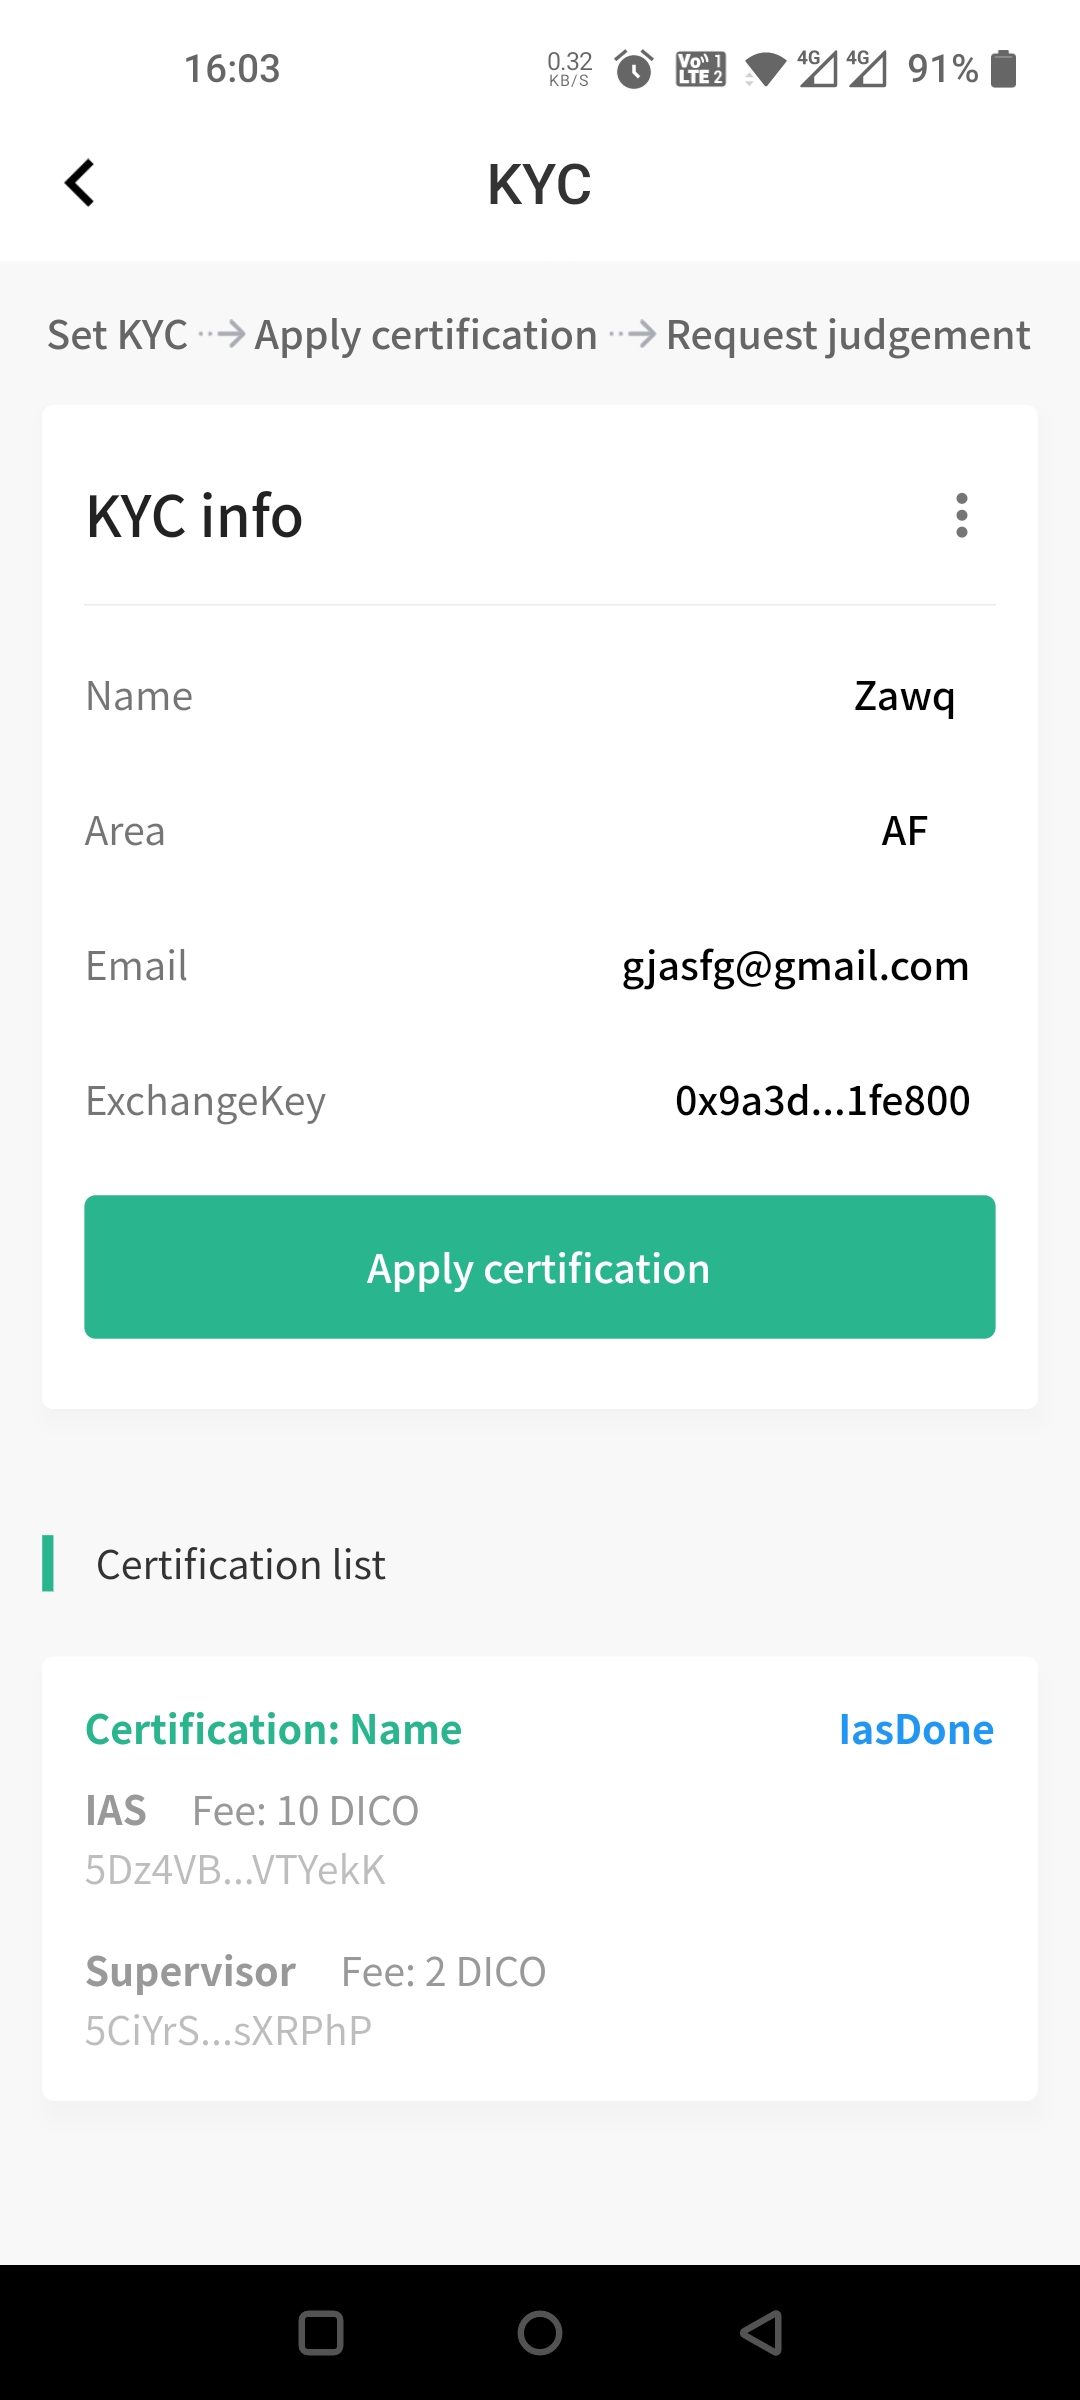 16:03 0.32 KB/S Vo)) 1 LTE 2 4G 4G 91%
KYC
Set KYC Apply certification Request judgement
KYC info
Name Zawq
Area AF
Email gjasfg@gmail.com
ExchangeKey 0x9a3d...1fe800
Apply certification
Certification list
Certification: Name IasDone
IAS Fee: 10 DICO
5Dz4VB...VTYekK
Supervisor Fee: 2 DICO
5CiYrS...sXRPhP